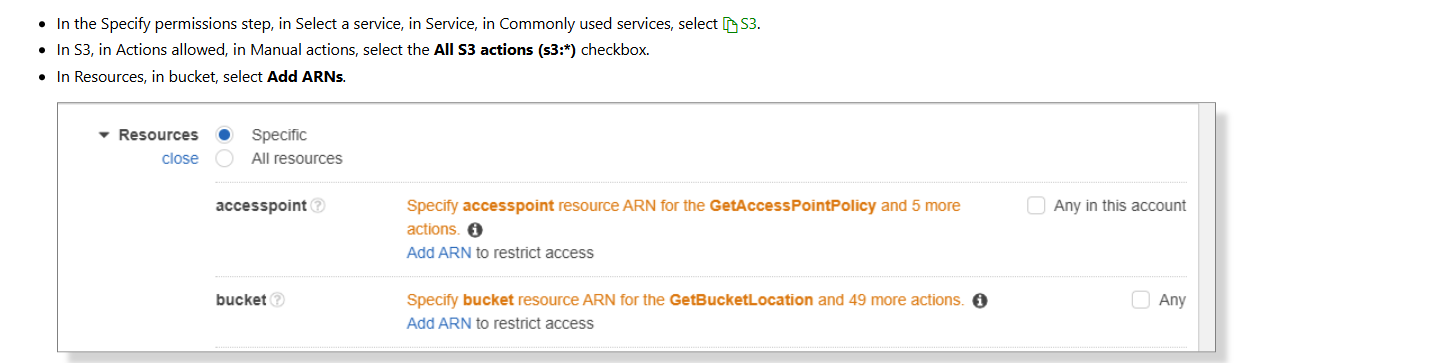 In the Specify permissions step, in Select a service, in Service, in Commonly used services, select S3.
In S3, in Actions allowed, in Manual actions, select the All S3 actions (s3:*) checkbox.
In Resources, in bucket, select Add ARNs.
Resources Specific
close All resources
accesspoint ? Specify accesspoint resource ARN for the GetAccessPointPolicy and 5 more Any in this account
actions. i
Add ARN to restrict access
bucket ? Specify bucket resource ARN for the GetBucketLocation and 49 more actions. i Any
Add ARN to restrict access